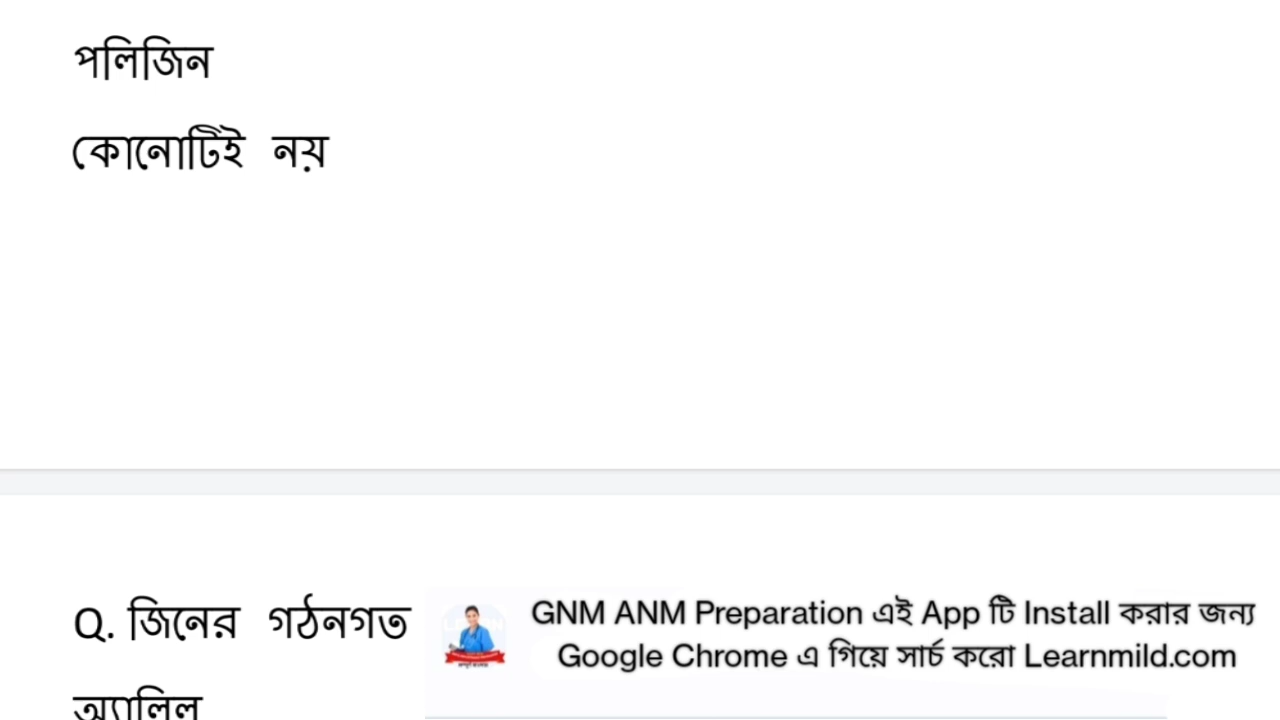 পলিজিন
কোনোটিই নয়
Q. জিনের গঠনগত
GNM ANM Preparation এই App টি Install করার জন্য
Google Chrome এ গিয়ে সার্চ করো Learnmild.com
অ্যালিল